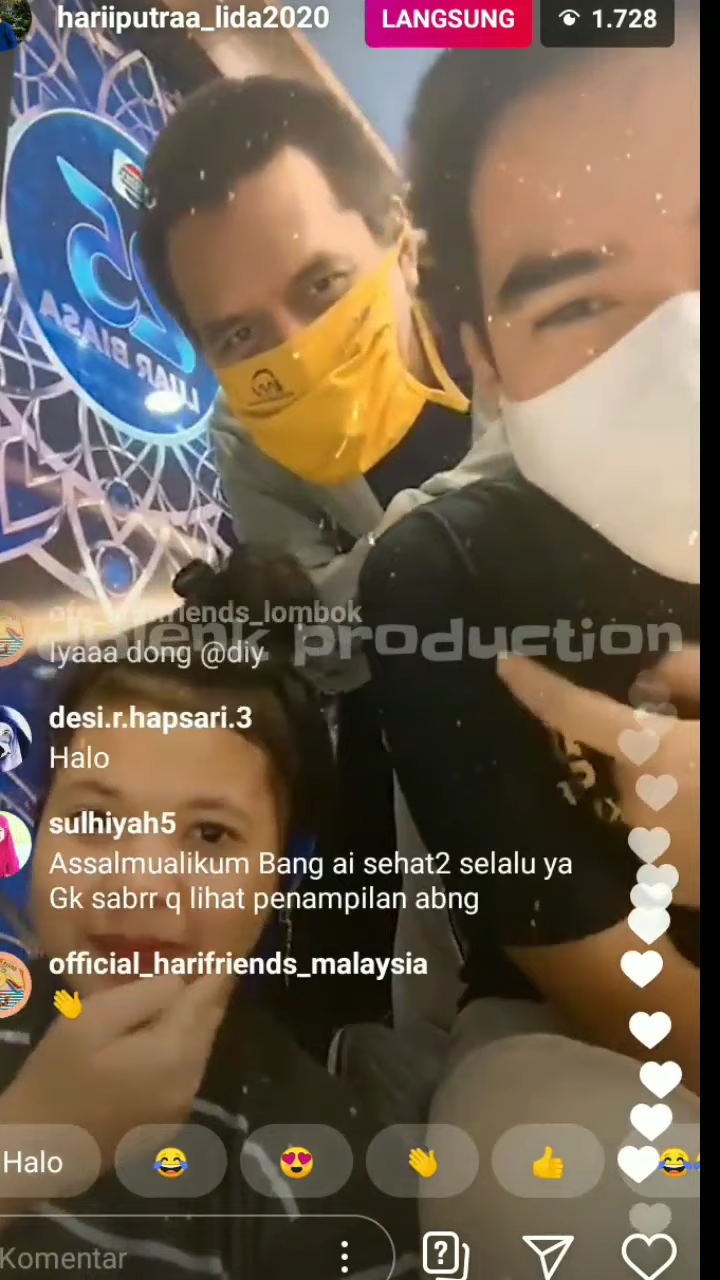 hariiputraa_lida2020
LANGSUNG
1.728
25
LUAR BIASA
production
Iyaaa dong @diy
desi.r.hapsari.3
Halo
sulhiyah5
Assalmualikum Bang ai sehat2 selalu ya
Gk sabrr q lihat penampilan abng
official_harifriends_malaysia
👋
Halo
😂 😍 👋 👍 😂
Komentar